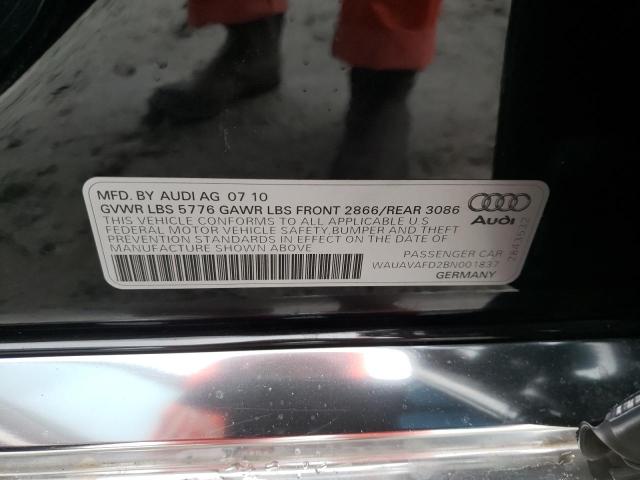 MFD. BY AUDI AG 07 10
GVWR LBS 5776 GAWR LBS FRONT 2866/REAR 3086
THIS VEHICLE CONFORMS TO ALL APPLICABLE U S
FEDERAL MOTOR VEHICLE SAFETY,BUMPER AND THEFT
PREVENTION STANDARDS IN EFFECT ON THE DATE OF
MANUFACTURE SHOWN ABOVE
PASSENGER CAR
WAUAVAFD2BN001837
GERMANY
Audi
2843532